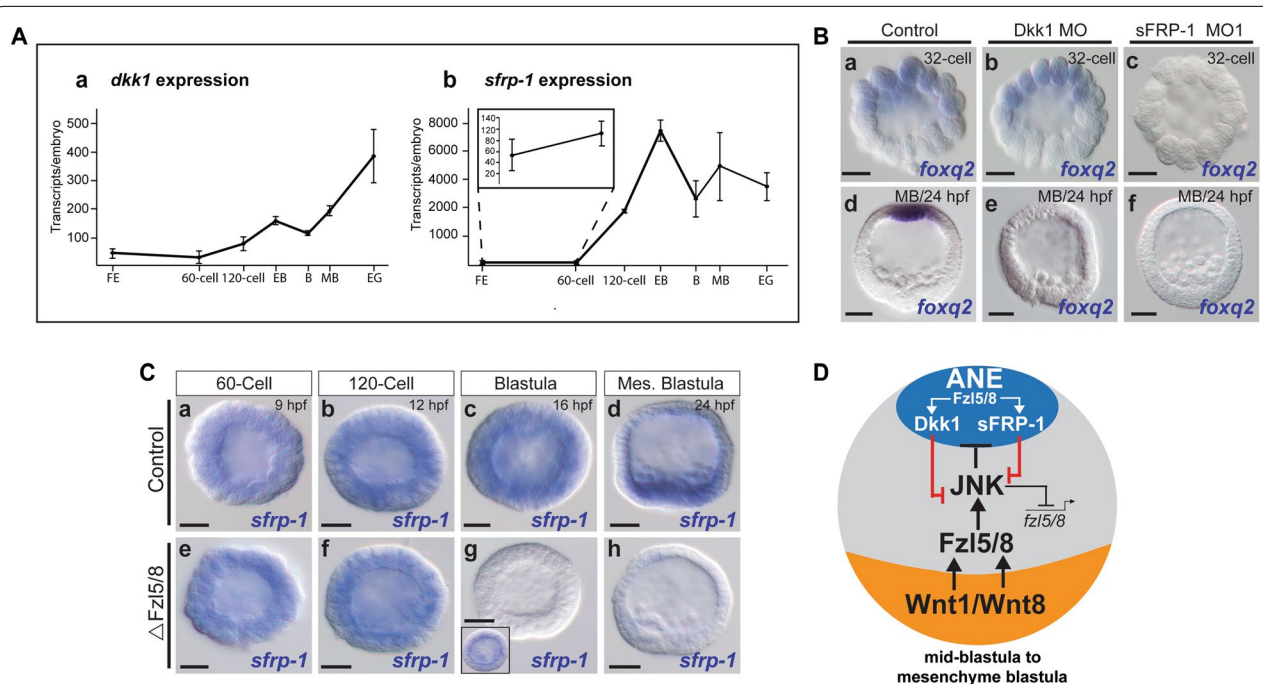 A
a dkk1 expression
Transcripts/embryo
500
400
300
200
100
FE 60-cell 120-cell EB B MB EG
b sfrp-1 expression
Transcripts/embryo
8000
6000
4000
2000
1000
140
120
80
60
40
20
FE 60-cell 120-cell EB B MB EG
B
Control Dkk1 MO sFRP-1 MO1
a 32-cell foxq2
b 32-cell foxq2
c 32-cell foxq2
d MB/24 hpf foxq2
e MB/24 hpf foxq2
f MB/24 hpf foxq2
C
60-Cell 120-Cell Blastula Mes. Blastula
Control
a 9 hpf sfrp-1
b 12 hpf sfrp-1
c 16 hpf sfrp-1
d 24 hpf sfrp-1
△Fzl5/8
e sfrp-1
f sfrp-1
g sfrp-1
h sfrp-1
D
ANE
Fzl5/8
Dkk1 sFRP-1
JNK
fzl5/8
Fzl5/8
Wnt1/Wnt8
mid-blastula to
mesenchyme blastula